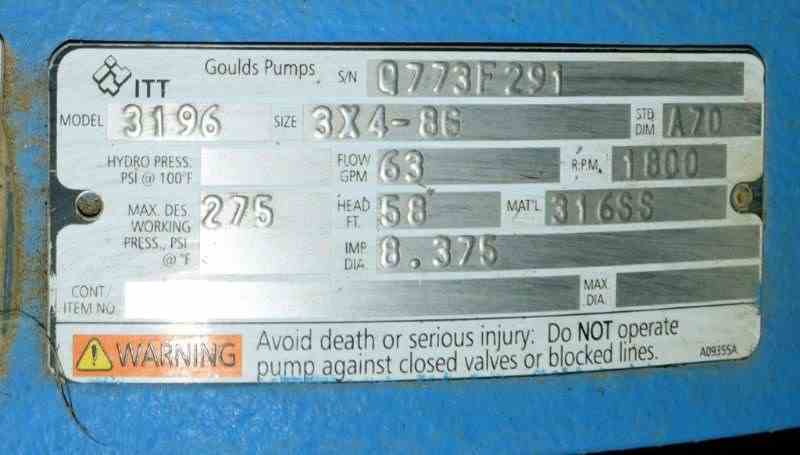 ITT Goulds Pumps S/N Q773F291
MODEL 3196 SIZE 3X4-8G STD DIM A70
HYDRO PRESS. PSI @ 100°F FLOW GPM 63 R.P.M. 1800
MAX. DES. WORKING PRESS., PSI @ °F 275 HEAD FT. 58 MAT'L 316SS
IMP DIA. 8.375
CONT/ ITEM NO MAX DIA.
WARNING Avoid death or serious injury: Do NOT operate
pump against closed valves or blocked lines. A09355A